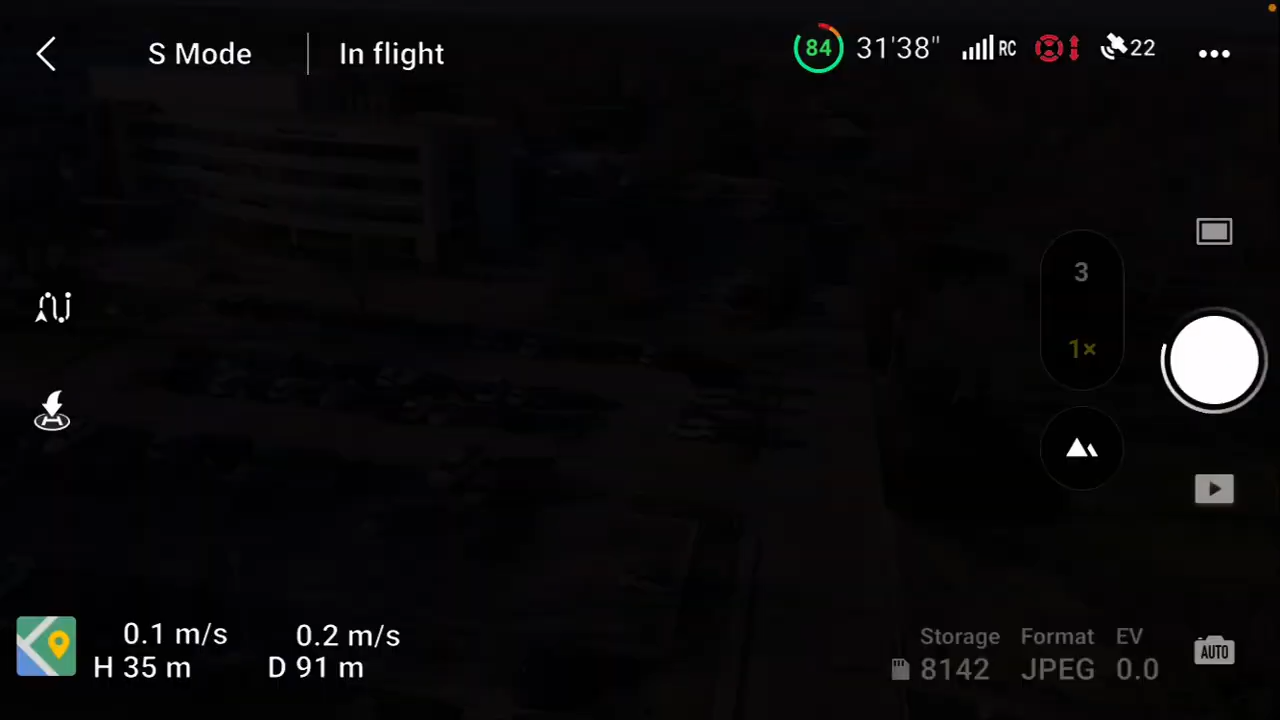 S Mode In flight 84 31'38" RC 22
3
1×
0.1 m/s 0.2 m/s
H 35 m D 91 m
Storage Format EV
8142 JPEG 0.0
AUTO